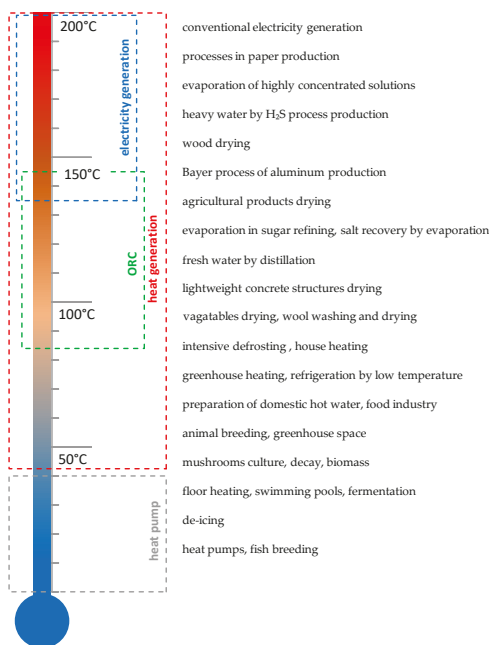 200°C
conventional electricity generation
processes in paper production
evaporation of highly concentrated solutions
heavy water by H₂S process production
electricity generation
wood drying
150°C
Bayer process of aluminum production
agricultural products drying
evaporation in sugar refining, salt recovery by evaporation
ORC
heat generation
fresh water by distillation
lightweight concrete structures drying
100°C
vagatables drying, wool washing and drying
intensive defrosting , house heating
greenhouse heating, refrigeration by low temperature
preparation of domestic hot water, food industry
animal breeding, greenhouse space
50°C
mushrooms culture, decay, biomass
floor heating, swimming pools, fermentation
heat pump
de-icing
heat pumps, fish breeding